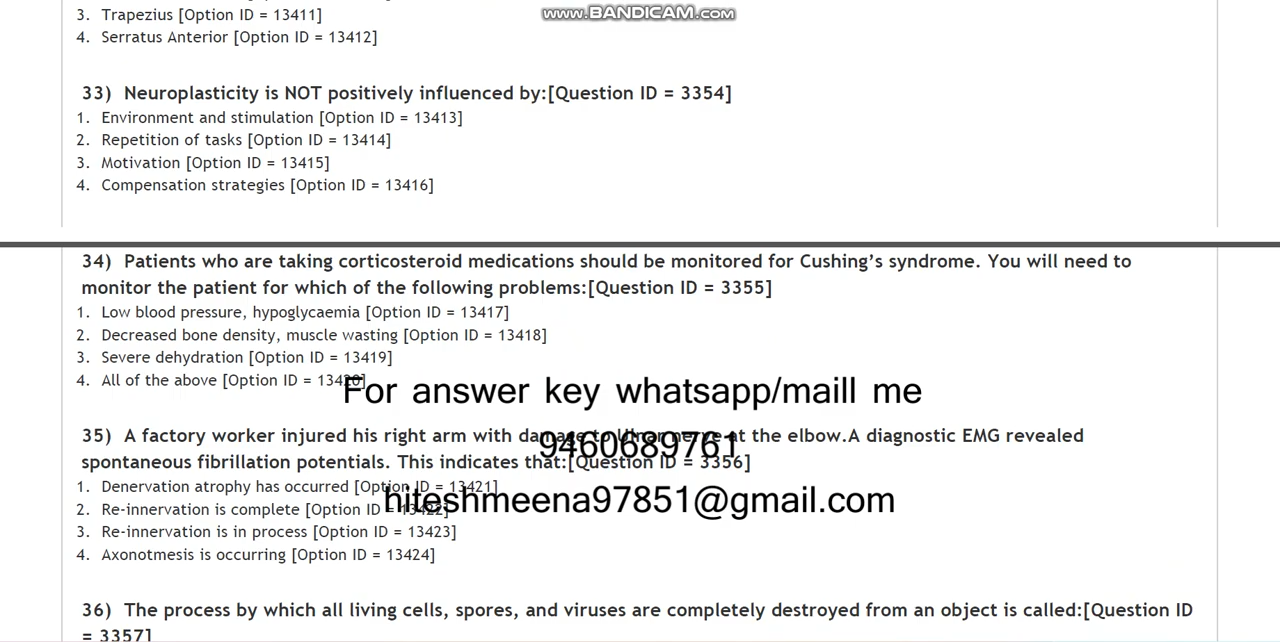 www.BANDICAM.com
3. Trapezius [Option ID = 13411]
4. Serratus Anterior [Option ID = 13412]
33) Neuroplasticity is NOT positively influenced by:[Question ID = 3354]
1. Environment and stimulation [Option ID = 13413]
2. Repetition of tasks [Option ID = 13414]
3. Motivation [Option ID = 13415]
4. Compensation strategies [Option ID = 13416]
34) Patients who are taking corticosteroid medications should be monitored for Cushing’s syndrome. You will need to
monitor the patient for which of the following problems:[Question ID = 3355]
1. Low blood pressure, hypoglycaemia [Option ID = 13417]
2. Decreased bone density, muscle wasting [Option ID = 13418]
3. Severe dehydration [Option ID = 13419]
4. All of the above [Option ID = 13420]
For answer key whatsapp/maill me
35) A factory worker injured his right arm with damage to Ulnar nerve at the elbow.A diagnostic EMG revealed
9460689761
spontaneous fibrillation potentials. This indicates that:[Question ID = 3356]
1. Denervation atrophy has occurred [Option ID = 13421]
hiteshmeena97851@gmail.com
2. Re-innervation is complete [Option ID = 13422]
3. Re-innervation is in process [Option ID = 13423]
4. Axonotmesis is occurring [Option ID = 13424]
36) The process by which all living cells, spores, and viruses are completely destroyed from an object is called:[Question ID
= 3357]